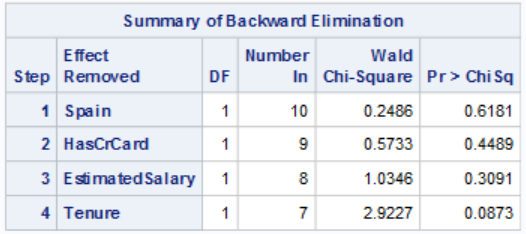 Summary of Backward Elimination
Step Effect Removed DF Number In Wald Chi-Square Pr > ChiSq
1 Spain 1 10 0.2486 0.6181
2 HasCrCard 1 9 0.5733 0.4489
3 EstimatedSalary 1 8 1.0346 0.3091
4 Tenure 1 7 2.9227 0.0873